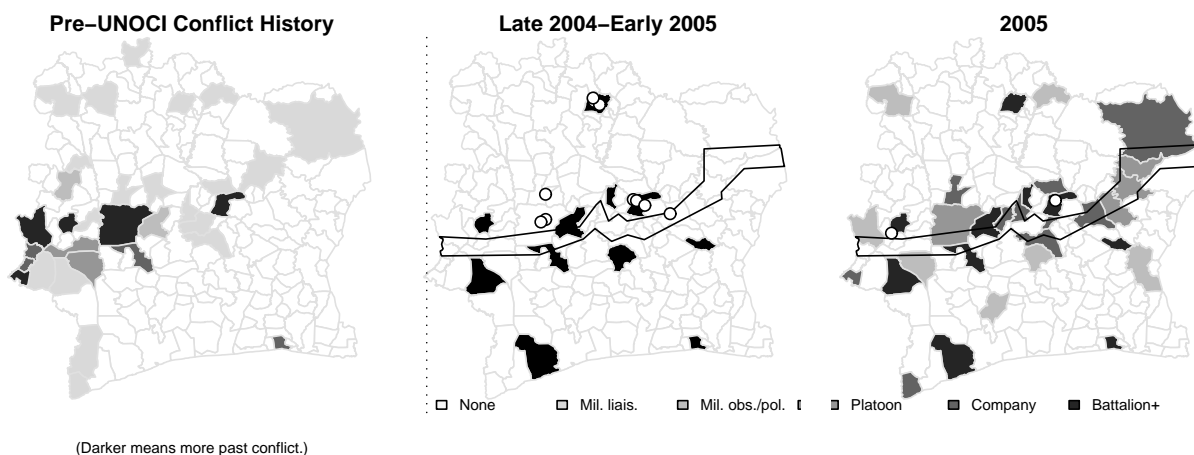 Pre−UNOCI Conflict History
Late 2004−Early 2005
2005
None
Mil. liais.
Mil. obs./pol.
Platoon
Company
Battalion+
(Darker means more past conflict.)